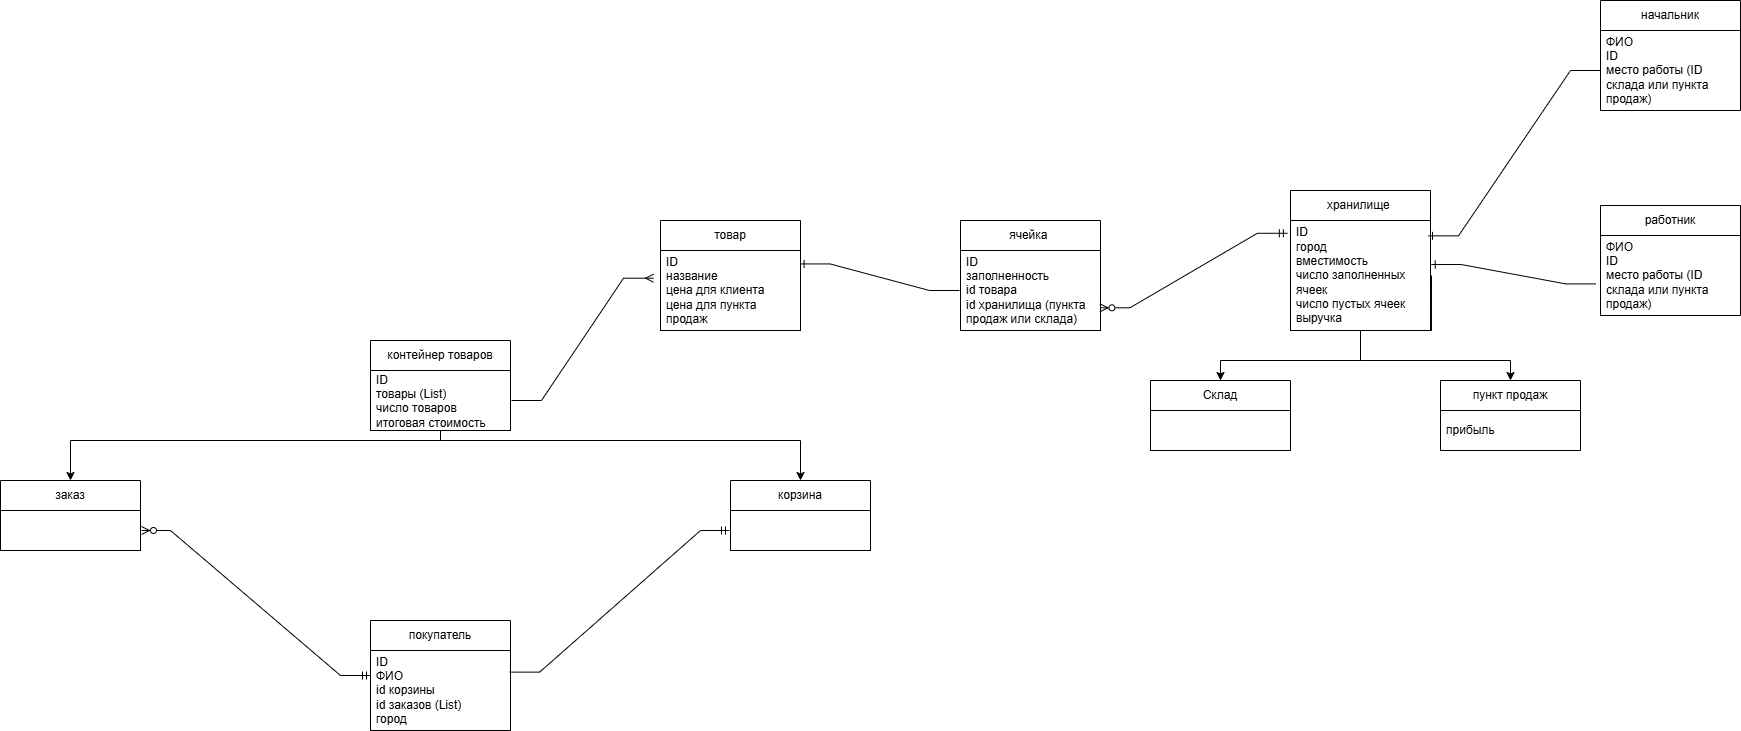 начальник
ФИО
ID
место работы (ID
склада или пункта
продаж)
хранилище
ID
город
вместимость
число заполненных
ячеек
число пустых ячеек
выручка
работник
ФИО
ID
место работы (ID
склада или пункта
продаж)
товар
ID
название
цена для клиента
цена для пункта
продаж
ячейка
ID
заполненность
id товара
id хранилища (пункта
продаж или склада)
контейнер товаров
ID
товары (List)
число товаров
итоговая стоимость
Склад
пункт продаж
прибыль
заказ
корзина
покупатель
ID
ФИО
id корзины
id заказов (List)
город